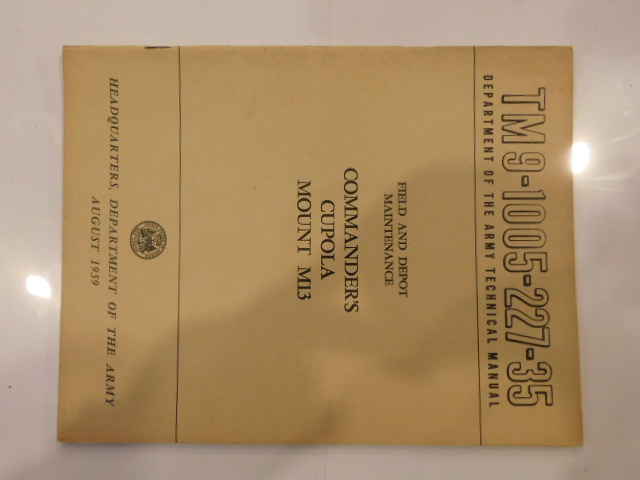 TM 9-1005-227-35
DEPARTMENT OF THE ARMY TECHNICAL MANUAL
FIELD AND DEPOT
MAINTENANCE
COMMANDER'S
CUPOLA
MOUNT M13
HEADQUARTERS, DEPARTMENT OF THE ARMY
AUGUST 1959